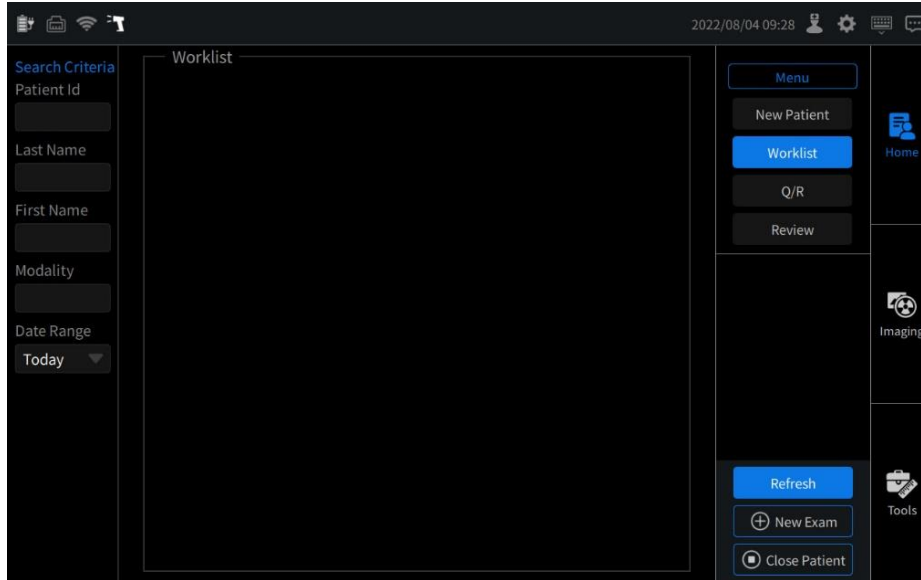 2022/08/04 09:28
Search Criteria
Patient Id
Last Name
First Name
Modality
Date Range
Today
Worklist
Menu
New Patient
Worklist
Q/R
Review
Refresh
New Exam
Close Patient
Home
Imaging
Tools